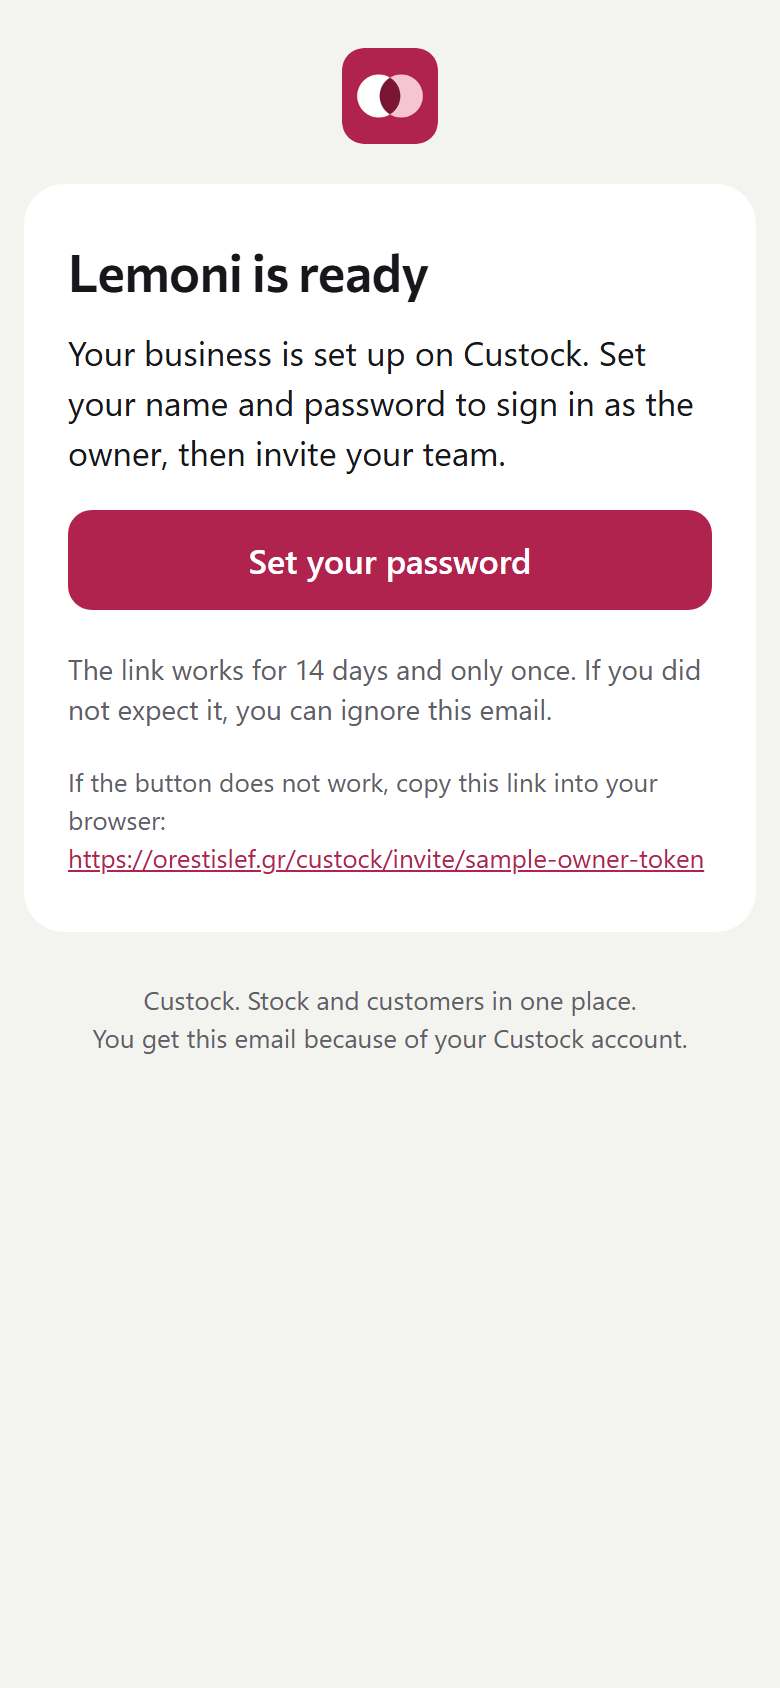 Lemoni is ready
Your business is set up on Custock. Set
your name and password to sign in as the
owner, then invite your team.
Set your password
The link works for 14 days and only once. If you did
not expect it, you can ignore this email.
If the button does not work, copy this link into your
browser:
https://orestislef.gr/custock/invite/sample-owner-token
Custock. Stock and customers in one place.
You get this email because of your Custock account.